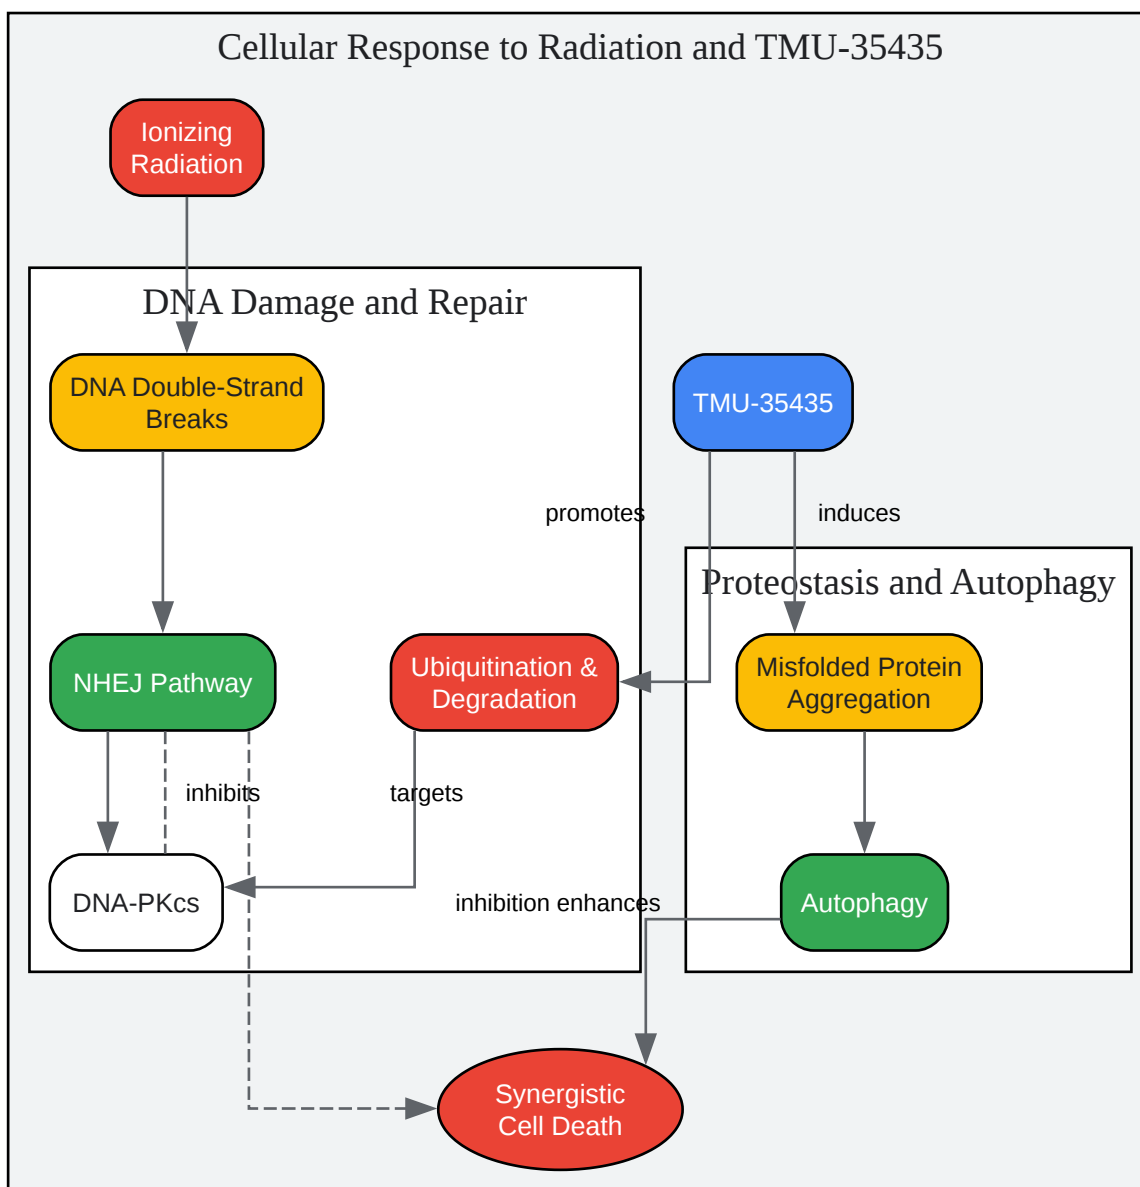 Cellular Response to Radiation and TMU-35435
Ionizing
Radiation
DNA Damage and Repair
DNA Double-Strand
Breaks
TMU-35435
promotes
induces
Proteostasis and Autophagy
NHEJ Pathway
Ubiquitination &
Degradation
Misfolded Protein
Aggregation
inhibits
targets
DNA-PKcs
inhibition enhances
Autophagy
Synergistic
Cell Death